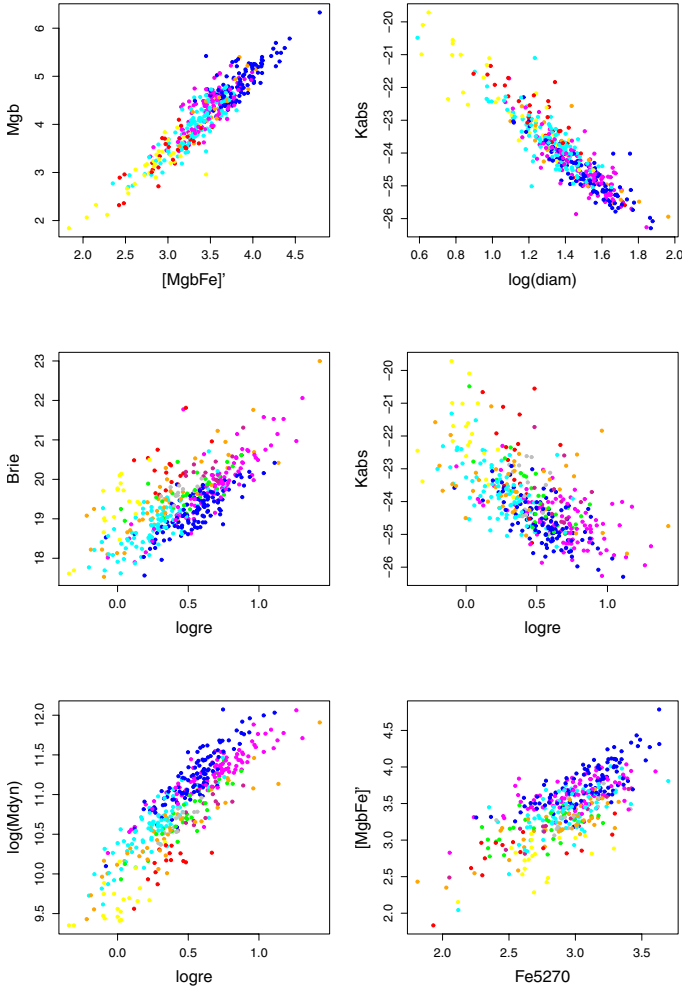 Mgb
2 3 4 5 6
2.0 2.5 3.0 3.5 4.0 4.5
[MgbFe]'
Kabs
−26 −25 −24 −23 −22 −21 −20
0.6 0.8 1.0 1.2 1.4 1.6 1.8 2.0
log(diam)
Brie
18 19 20 21 22 23
0.0 0.5 1.0
logre
Kabs
−26 −25 −24 −23 −22 −21 −20
0.0 0.5 1.0
logre
log(Mdyn)
9.5 10.0 10.5 11.0 11.5 12.0
0.0 0.5 1.0
logre
[MgbFe]'
2.0 2.5 3.0 3.5 4.0 4.5
2.0 2.5 3.0 3.5
Fe5270